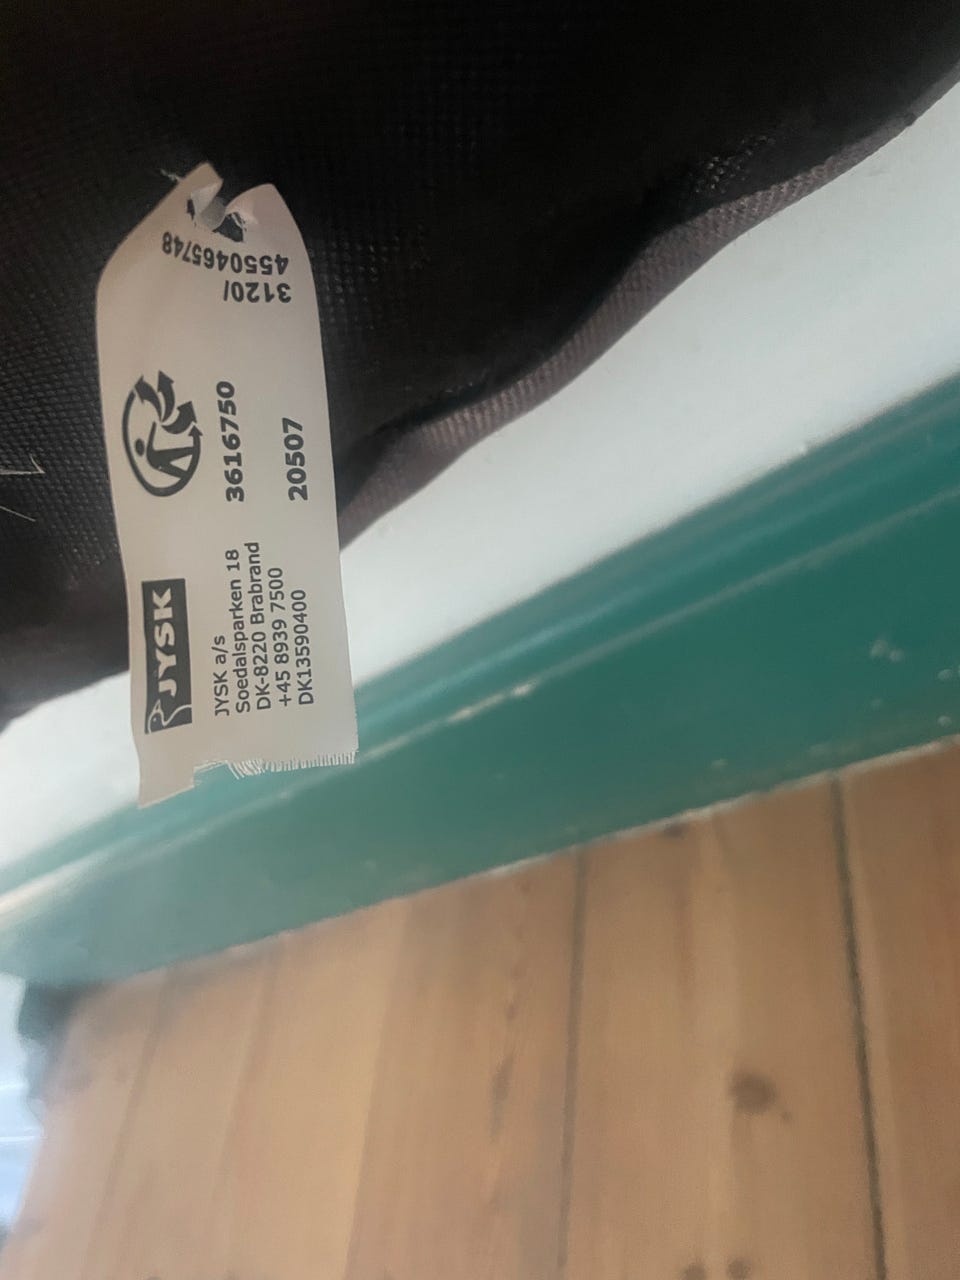 JYSK
JYSK a/s
Soedalsparken 18
DK-8220 Brabrand
+45 8939 7500
DK13590400
3616750
20507
3120/
4550465748